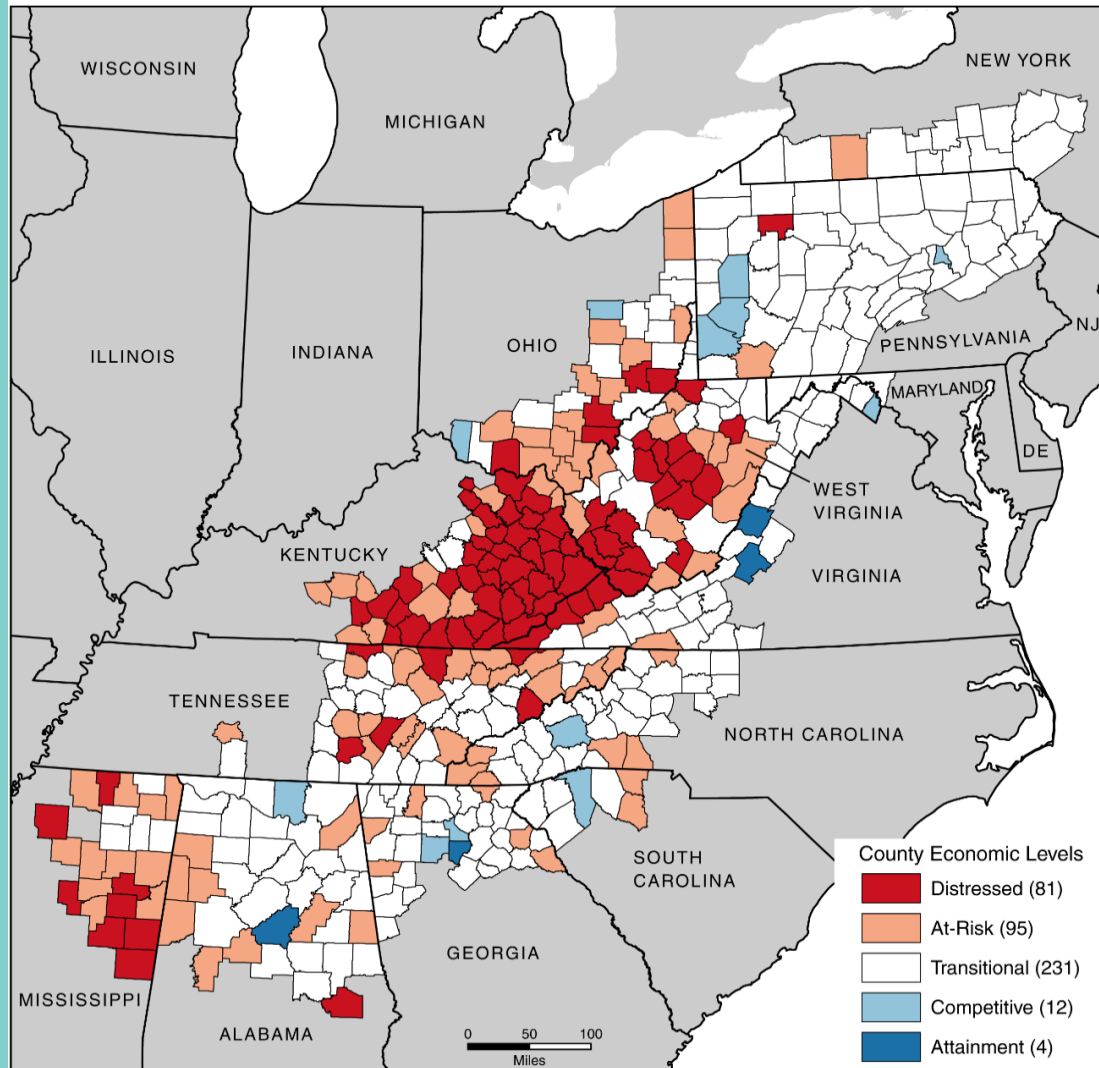 WISCONSIN
NEW YORK
MICHIGAN
ILLINOIS
INDIANA
OHIO
PENNSYLVANIA
NJ
MARYLAND
DE
WEST
VIRGINIA
KENTUCKY
VIRGINIA
TENNESSEE
NORTH CAROLINA
SOUTH
CAROLINA
GEORGIA
MISSISSIPPI
ALABAMA
0 50 100
Miles
County Economic Levels
Distressed (81)
At-Risk (95)
Transitional (231)
Competitive (12)
Attainment (4)